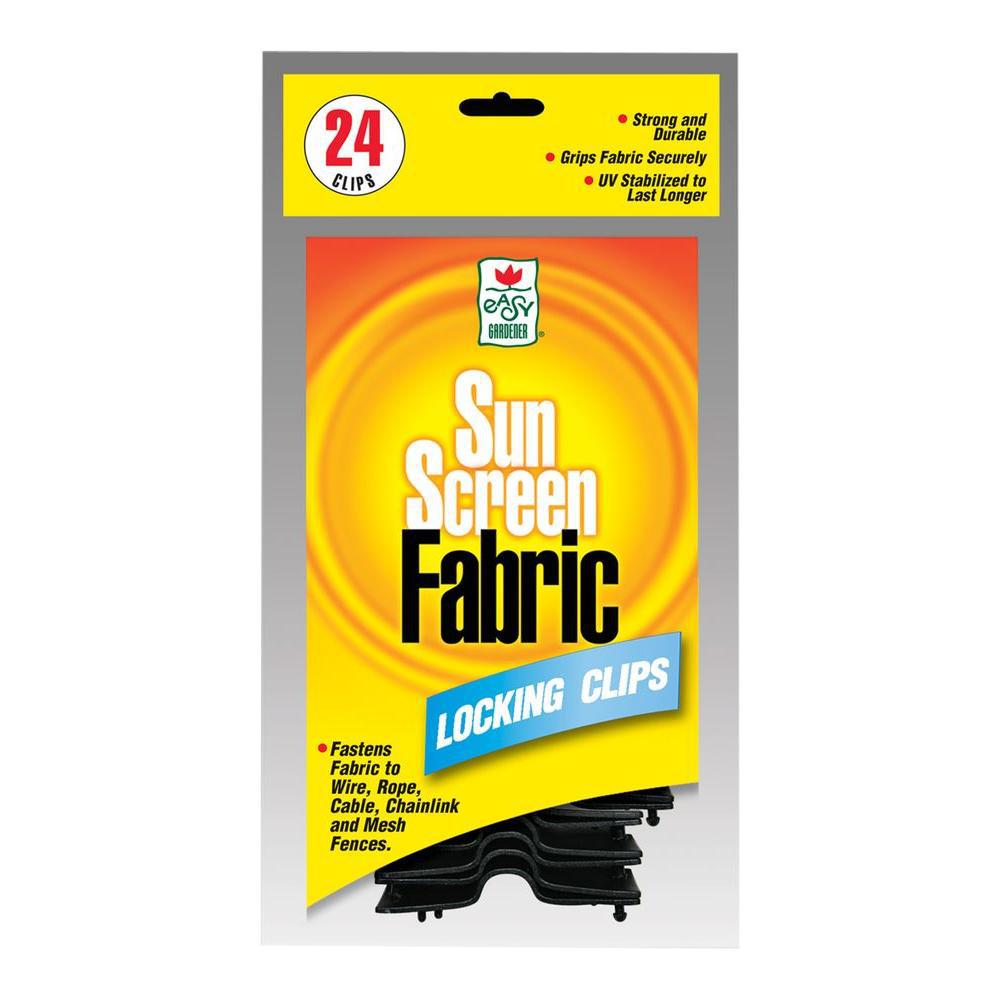 24
CLIPS
• Strong and
Durable
• Grips Fabric Securely
• UV Stabilized to
Last Longer
eASy
GARDENER ®
Sun
Screen
Fabric
LOCKING CLIPS
• Fastens
Fabric to
Wire, Rope,
Cable, Chainlink
and Mesh
Fences.